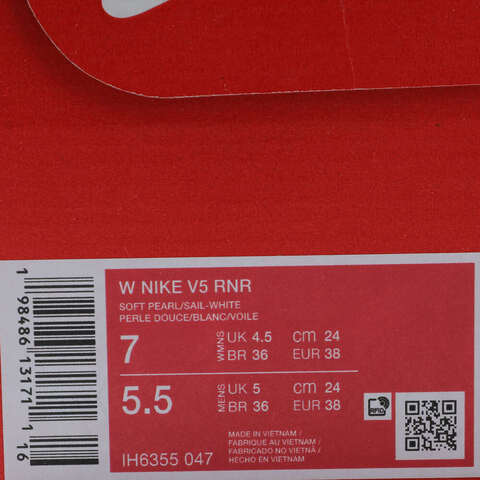 W NIKE V5 RNR
SOFT PEARL/SAIL-WHITE
PERLE DOUCE/BLANC/VOILE
7 WMNS UK 4.5 cm 24
BR 36 EUR 38
5.5 MENS UK 5 cm 24
BR 36 EUR 38
RFID
MADE IN VIETNAM /
FABRIQUE AU VIETNAM /
FABRICADO NO VIETNÃ /
HECHO EN VIETNAM
IH6355 047
1 98486 13171 1 16